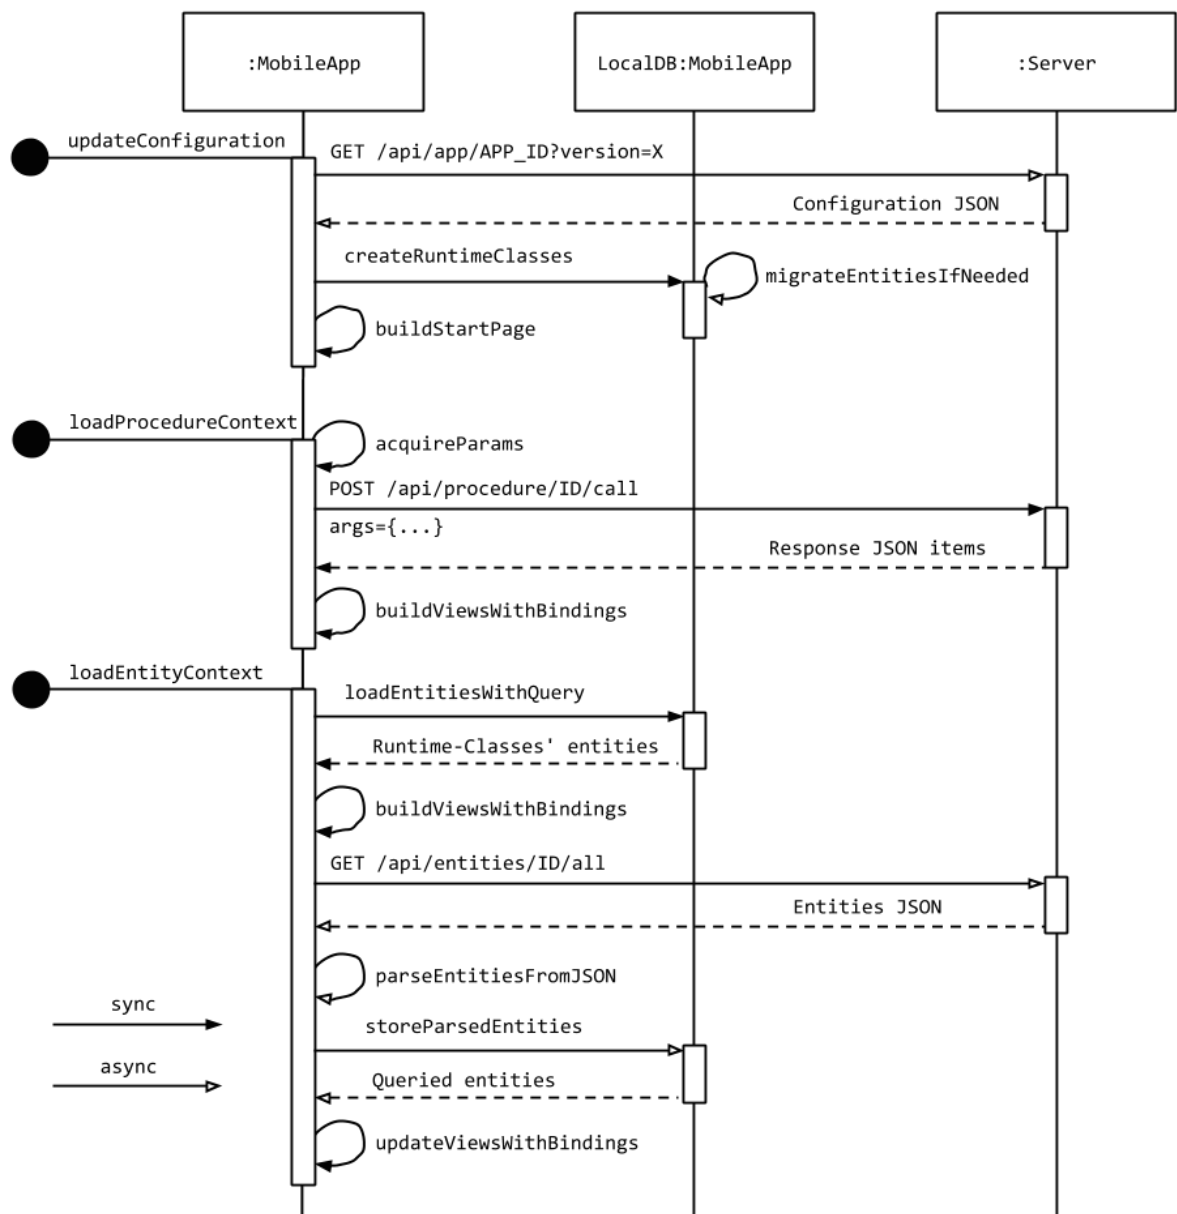 :MobileApp
LocalDB:MobileApp
:Server
updateConfiguration
GET /api/app/APP_ID?version=X
Configuration JSON
createRuntimeClasses
migrateEntitiesIfNeeded
buildStartPage
loadProcedureContext
acquireParams
POST /api/procedure/ID/call
args={...}
Response JSON items
buildViewsWithBindings
loadEntityContext
loadEntitiesWithQuery
Runtime-Classes' entities
buildViewsWithBindings
GET /api/entities/ID/all
Entities JSON
parseEntitiesFromJSON
sync
storeParsedEntities
async
Queried entities
updateViewsWithBindings